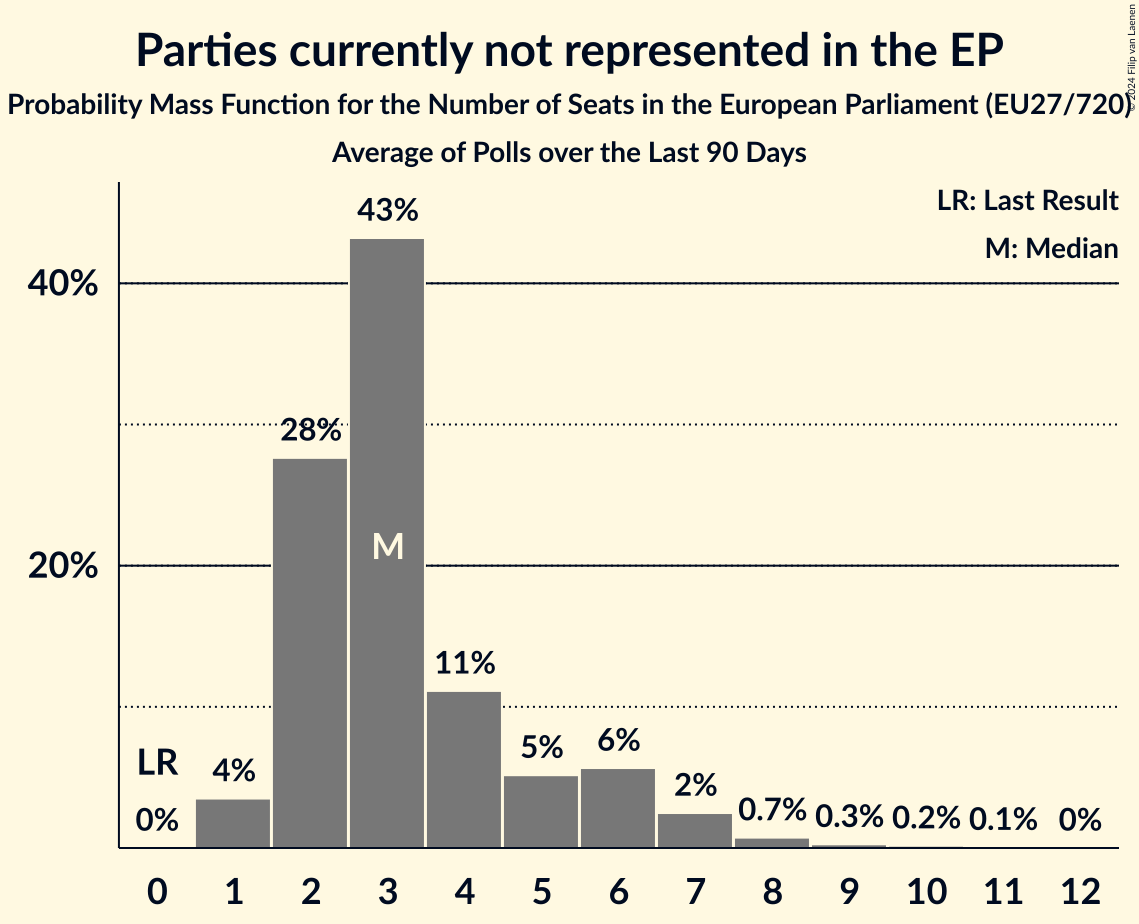 Parties currently not represented in the EP
Probability Mass Function for the Number of Seats in the European Parliament (EU27/720)
Average of Polls over the Last 90 Days
© 2024 Filip van Laenen
LR: Last Result
M: Median
43%
40%
28%
M
20%
11%
6%
5%
LR
4%
2%
0.7%
0.3%
0.2%
0.1%
0%
0%
0 1 2 3 4 5 6 7 8 9 10 11 12